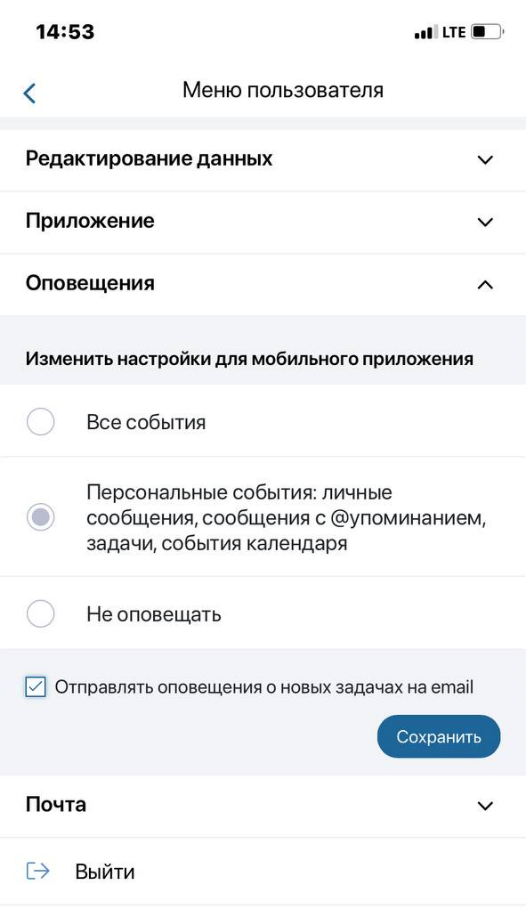 14:53
LTE
Меню пользователя
Редактирование данных
Приложение
Оповещения
Изменить настройки для мобильного приложения
Все события
Персональные события: личные
сообщения, сообщения с @упоминанием,
задачи, события календаря
Не оповещать
Отправлять оповещения о новых задачах на email
Сохранить
Почта
Выйти